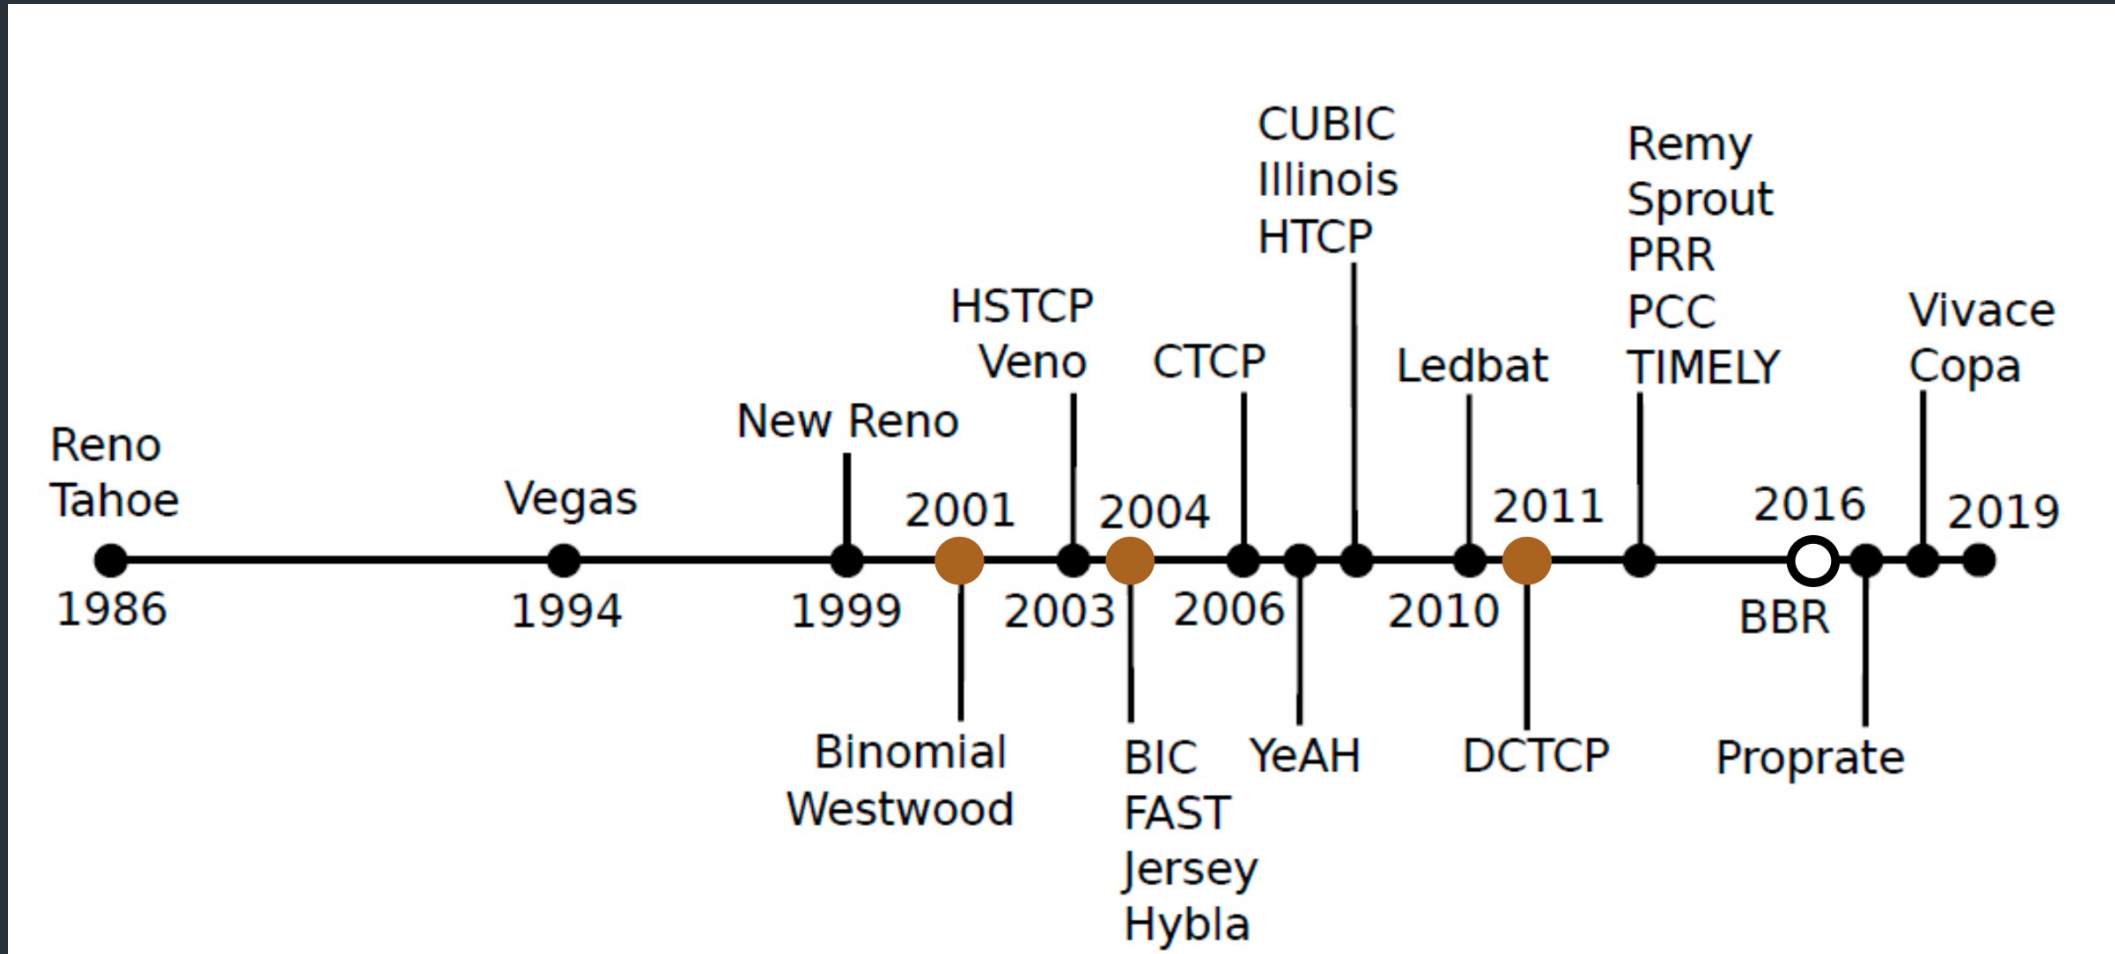 Reno
Tahoe
1986
Vegas
1994
New Reno
1999
2001
Binomial
Westwood
HSTCP
Veno
2003
2004
BIC
FAST
Jersey
Hybla
CTCP
2006
YeAH
CUBIC
Illinois
HTCP
Ledbat
2010
2011
DCTCP
Remy
Sprout
PRR
PCC
TIMELY
2016
BBR
Proprate
Vivace
Copa
2019